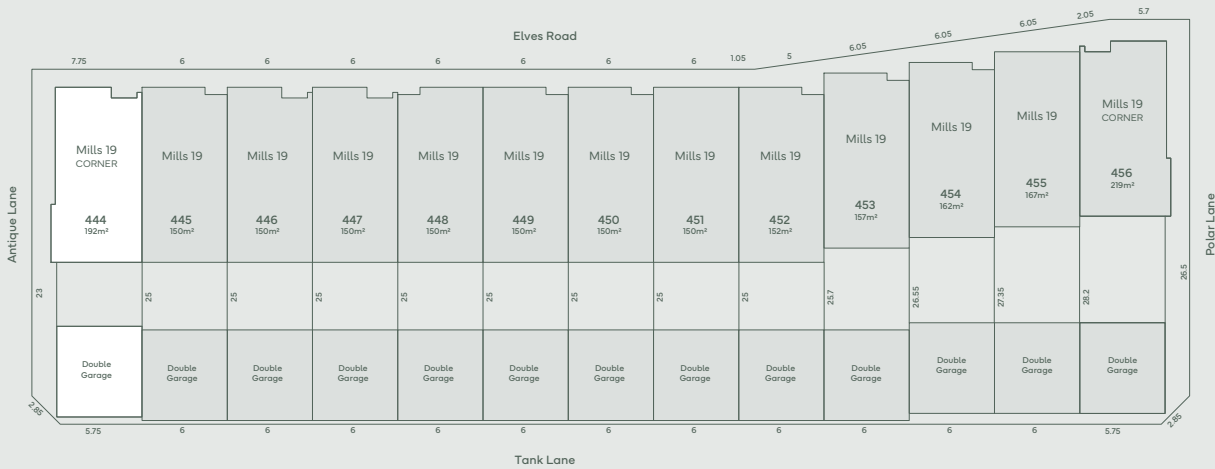 Elves Road
7.75 6 6 6 6 6 6 6 1.05 5 6.05 6.05 6.05 2.05 5.7
Antique Lane
Polar Lane
Mills 19
CORNER
444
192m²
Mills 19
445
150m²
Mills 19
446
150m²
Mills 19
447
150m²
Mills 19
448
150m²
Mills 19
449
150m²
Mills 19
450
150m²
Mills 19
451
150m²
Mills 19
452
152m²
Mills 19
453
157m²
Mills 19
454
162m²
Mills 19
455
167m²
Mills 19
CORNER
456
219m²
23 25 25 25 25 25 25 25 25 25.7 26.55 27.35 28.2 26.5
Double
Garage
Double
Garage
Double
Garage
Double
Garage
Double
Garage
Double
Garage
Double
Garage
Double
Garage
Double
Garage
Double
Garage
Double
Garage
Double
Garage
Double
Garage
2.85 5.75 6 6 6 6 6 6 6 6 6 6 6 5.75 2.85
Tank Lane